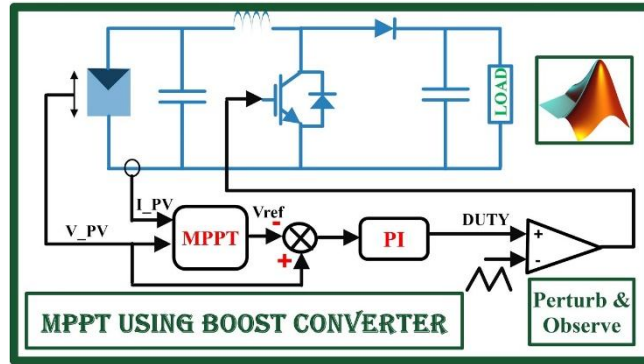 LOAD
I_PV
V_PV
MPPT
Vref
-
+
PI
DUTY
+
-
MPPT USING BOOST CONVERTER
Perturb &
Observe